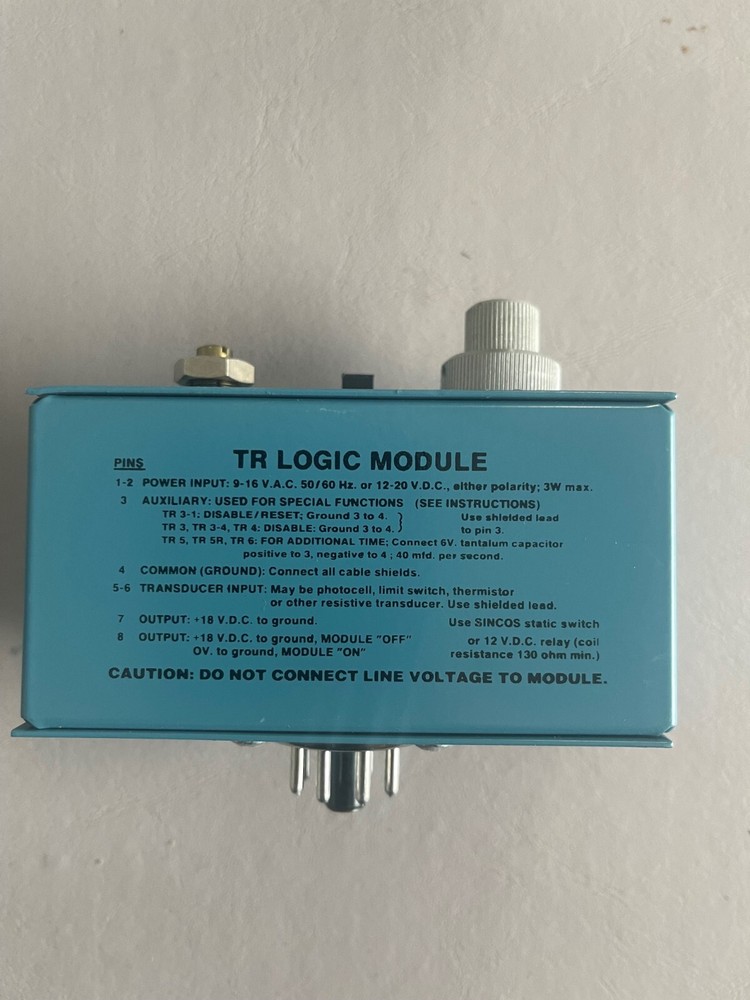 PINS TR LOGIC MODULE
1-2 POWER INPUT: 9-16 V.A.C. 50/60 Hz. or 12-20 V.D.C., either polarity; 3W max.
3 AUXILIARY: USED FOR SPECIAL FUNCTIONS (SEE INSTRUCTIONS)
TR 3-1: DISABLE/RESET; Ground 3 to 4. } Use shielded lead
TR 3, TR 3-4, TR 4: DISABLE: Ground 3 to 4. to pin 3.
TR 5, TR 5R, TR 6: FOR ADDITIONAL TIME; Connect 6V. tantalum capacitor
positive to 3, negative to 4; 40 mfd. per second.
4 COMMON (GROUND): Connect all cable shields.
5-6 TRANSDUCER INPUT: May be photocell, limit switch, thermistor
or other resistive transducer. Use shielded lead.
7 OUTPUT: +18 V.D.C. to ground. Use SINCOS static switch
8 OUTPUT: +18 V.D.C. to ground, MODULE "OFF" or 12 V.D.C. relay (coil
OV. to ground, MODULE "ON" resistance 130 ohm min.)
CAUTION: DO NOT CONNECT LINE VOLTAGE TO MODULE.